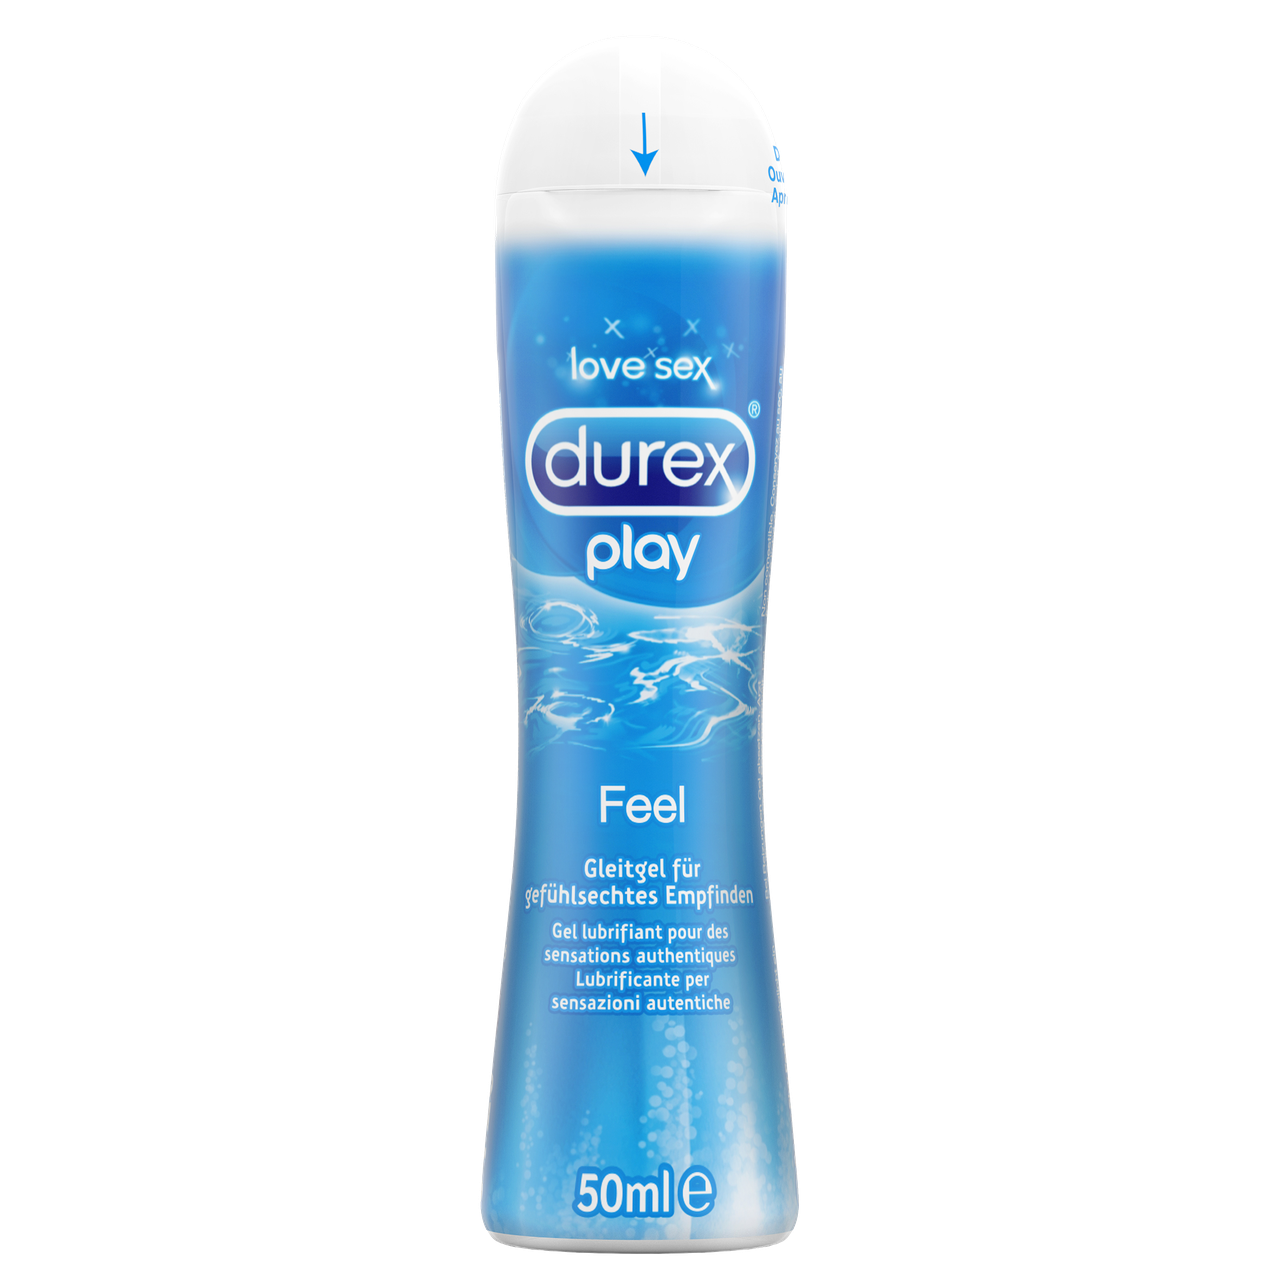 love sex
durex®
play
Feel
Gleitgel für
gefühlsechtes Empfinden
Gel lubrifiant pour des
sensations authentiques
Lubrificante per
sensazioni autentiche
50ml e